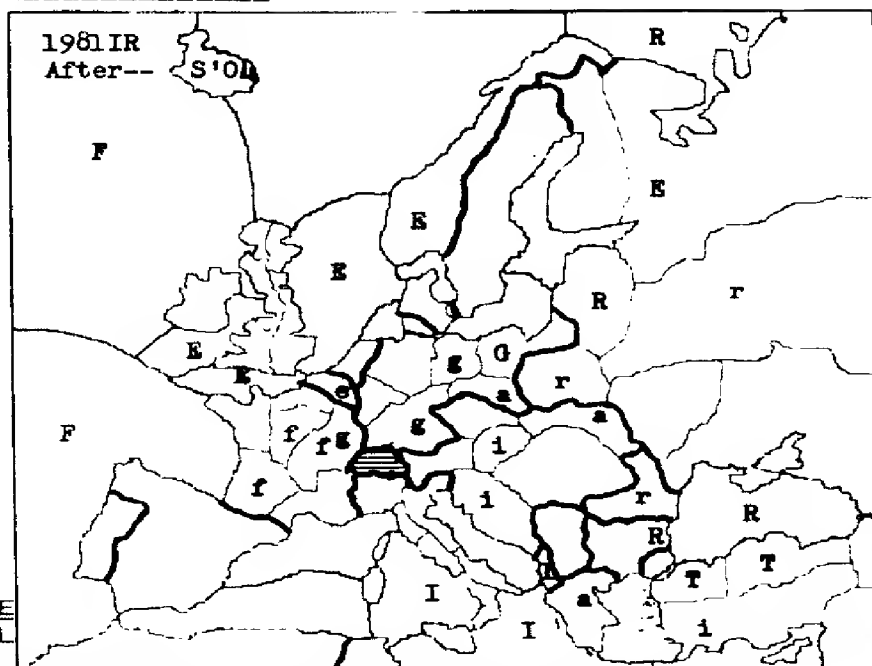 1981IR R
After-- S'01
F
E
E
E
R r
E
g G
E e r
a a
F f g
f g i
f i r R
R
T T
I a
I i
E
L